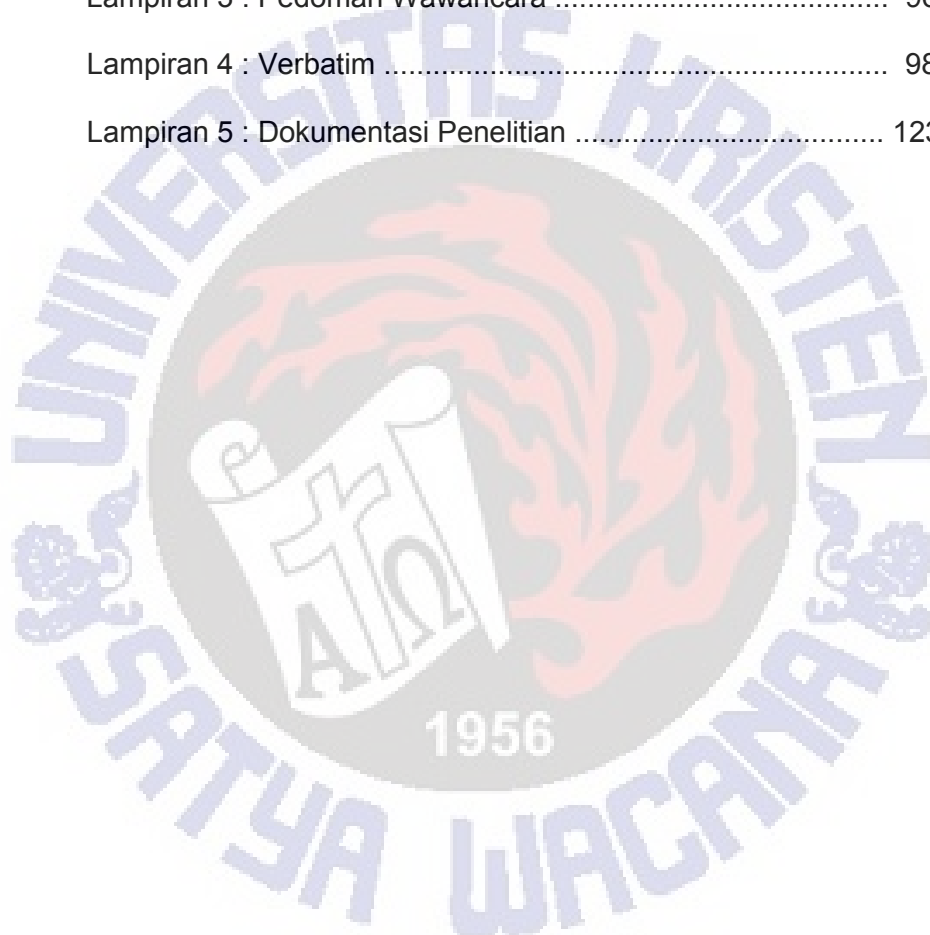 Lampiran 3 : Pedoman Wawancara ......................................... 
Lampiran 4 : Verbatim .............................................................. 98
Lampiran 5 : Dokumentasi Penelitian ...................................... 123
UNIVERSITAS KRISTEN
SATYA WACANA
Α Ω
1956